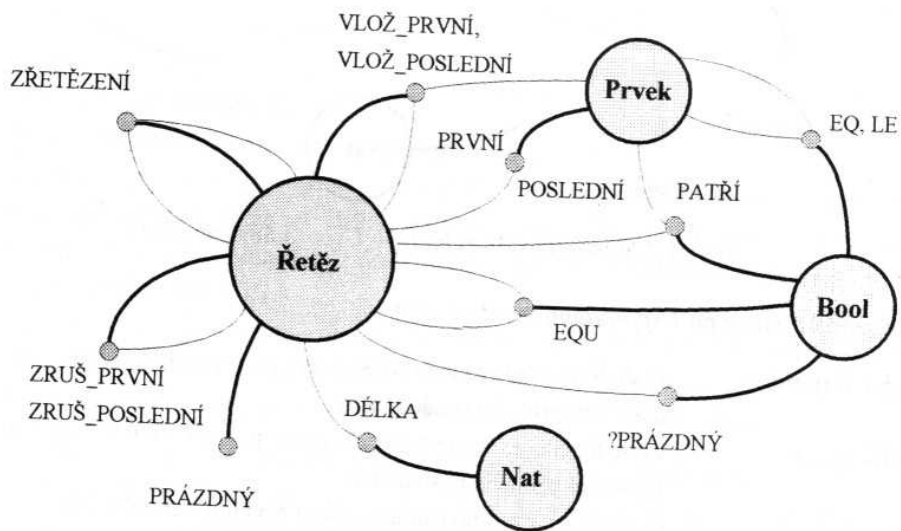 VLOŽ_PRVNÍ,
VLOŽ_POSLEDNÍ
ZŘETĚZENÍ
Prvek
EQ, LE
PRVNÍ
POSLEDNÍ
PATŘÍ
Řetěz
Bool
EQU
ZRUŠ_PRVNÍ
ZRUŠ_POSLEDNÍ
DÉLKA
?PRÁZDNÝ
Nat
PRÁZDNÝ